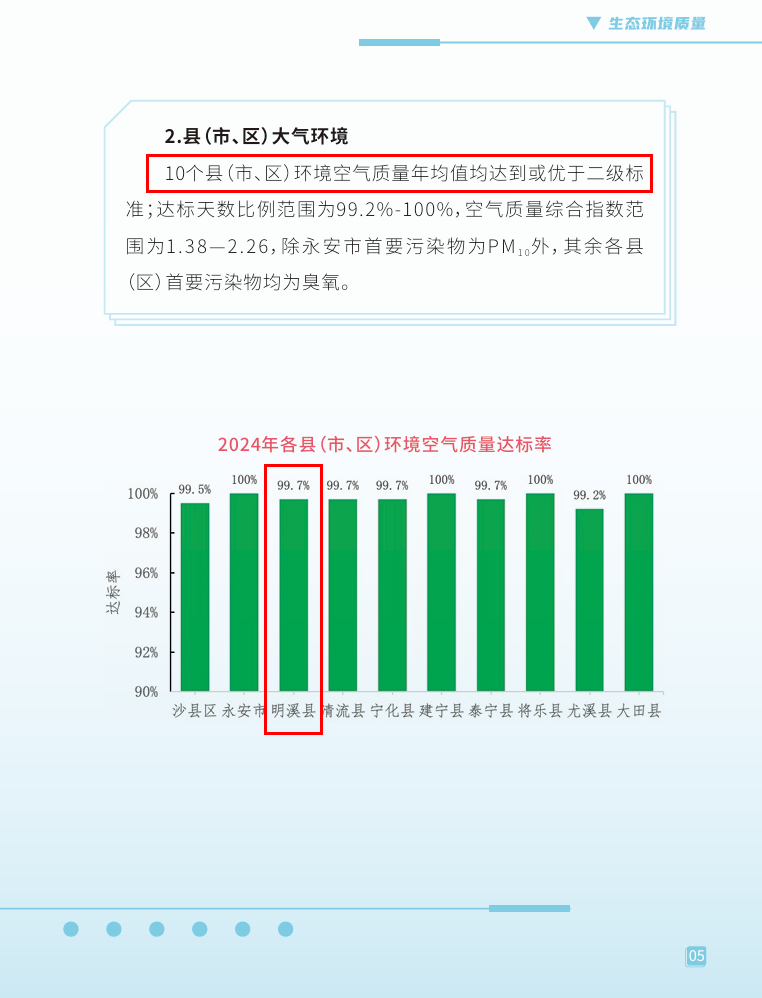 ▼ 生态环境质量
2.县（市、区）大气环境
10个县（市、区）环境空气质量年均值均达到或优于二级标
准；达标天数比例范围为99.2%-100%，空气质量综合指数范
围为1.38—2.26，除永安市首要污染物为PM₁₀外，其余各县
（区）首要污染物均为臭氧。
2024年各县（市、区）环境空气质量达标率
99.5% 100% 99.7% 99.7% 99.7% 100% 99.7% 100% 99.2% 100%
100%
98%
96%
94%
92%
90%
达标率
沙县区 永安市 明溪县 清流县 宁化县 建宁县 泰宁县 将乐县 尤溪县 大田县
05